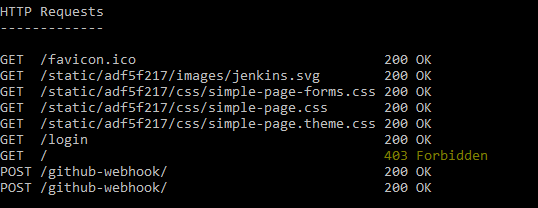 HTTP Requests
-------------
GET  /favicon.ico                               200 OK
GET  /static/adf5f217/images/jenkins.svg        200 OK
GET  /static/adf5f217/css/simple-page-forms.css 200 OK
GET  /static/adf5f217/css/simple-page.css       200 OK
GET  /static/adf5f217/css/simple-page.theme.css 200 OK
GET  /login                                     200 OK
GET  /                                          403 Forbidden
POST /github-webhook/                           200 OK
POST /github-webhook/                           200 OK